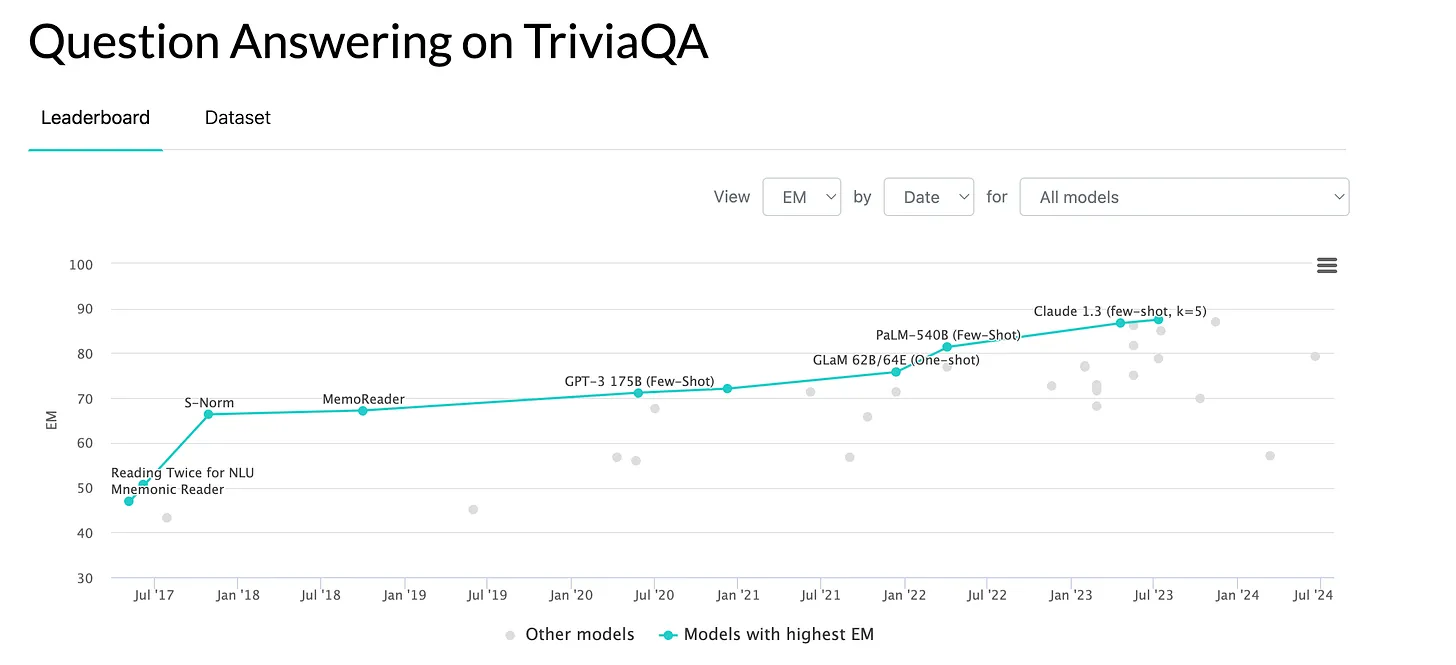 Question Answering on TriviaQA
Leaderboard Dataset
View EM by Date for All models
100
90
80
70
60
50
40
30
EM
Claude 1.3 (few-shot, k=5)
PaLM-540B (Few-Shot)
GLaM 62B/64E (One-shot)
GPT-3 175B (Few-Shot)
MemoReader
S-Norm
Reading Twice for NLU
Mnemonic Reader
Jul '17 Jan '18 Jul '18 Jan '19 Jul '19 Jan '20 Jul '20 Jan '21 Jul '21 Jan '22 Jul '22 Jan '23 Jul '23 Jan '24 Jul '24
Other models Models with highest EM